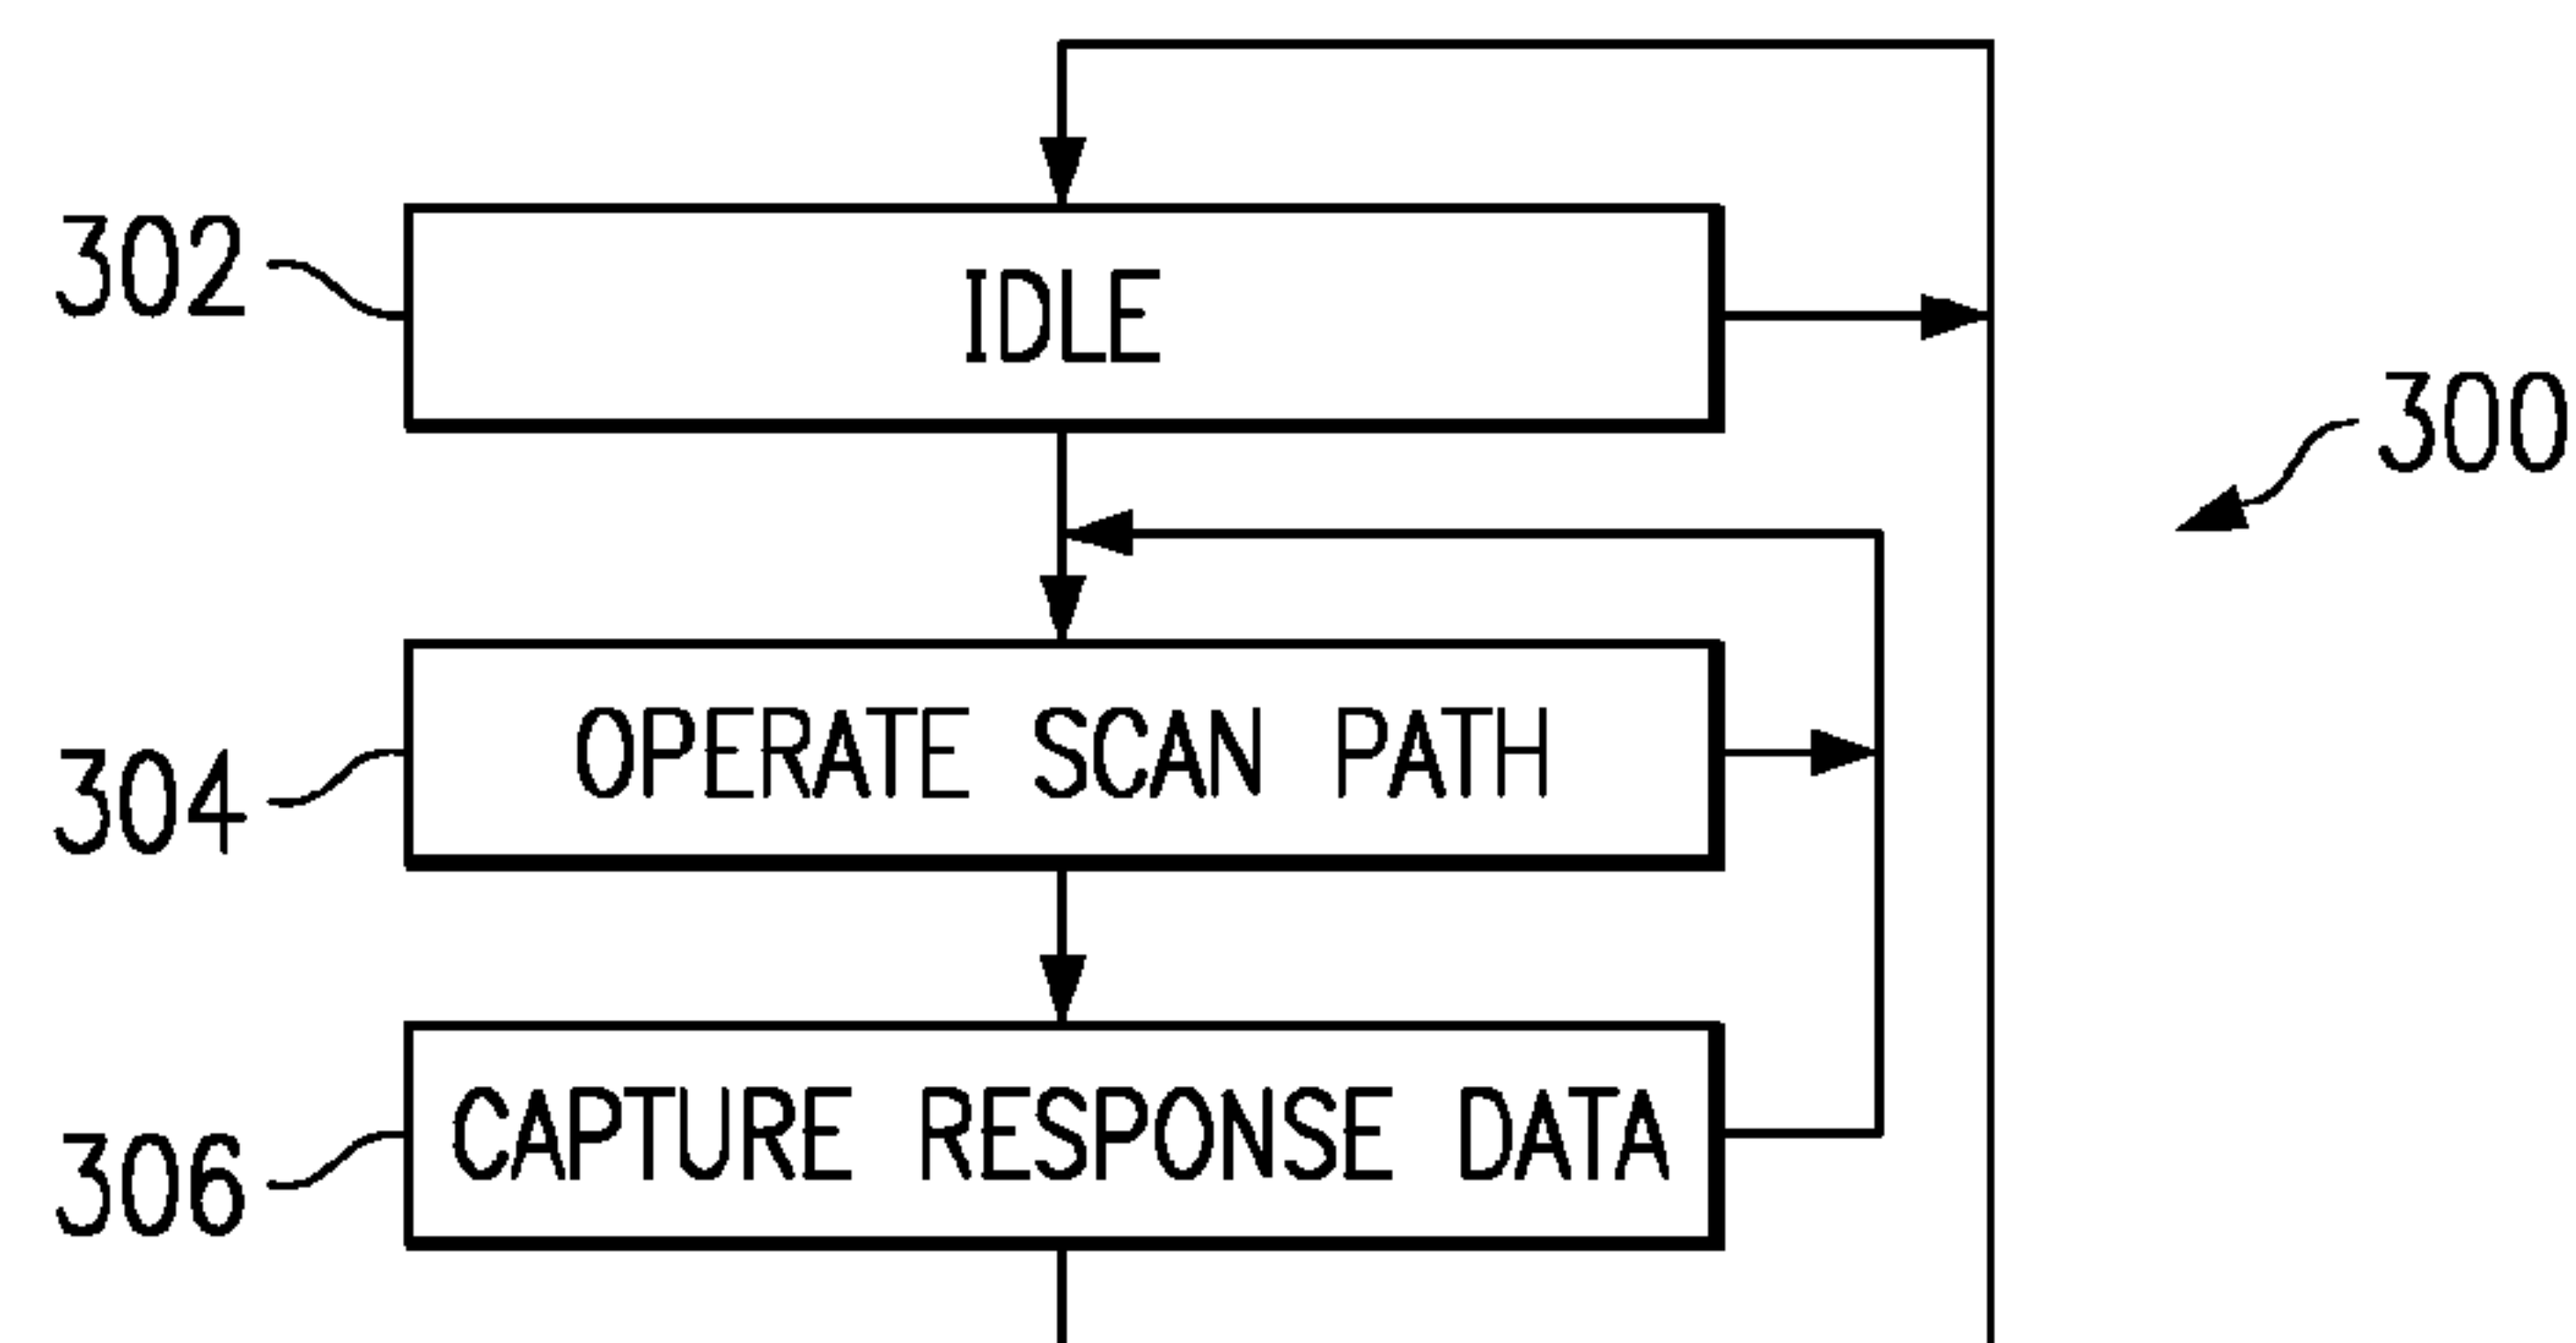 302
IDLE
300
304
OPERATE SCAN PATH
306
CAPTURE RESPONSE DATA